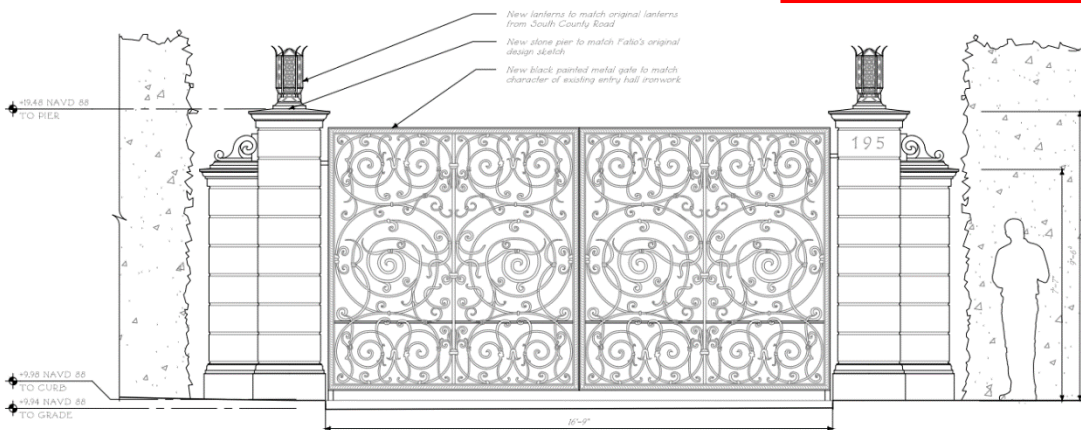 New lanterns to match original lanterns
from South County Road
New stone pier to match Fatio's original
design sketch
New black painted metal gate to match
character of existing entry hall ironwork
+19.48 NAVD 88
TO PIER
195
+9.98 NAVD 88
TO CURB
+9.94 NAVD 88
TO GRADE
16'-9"